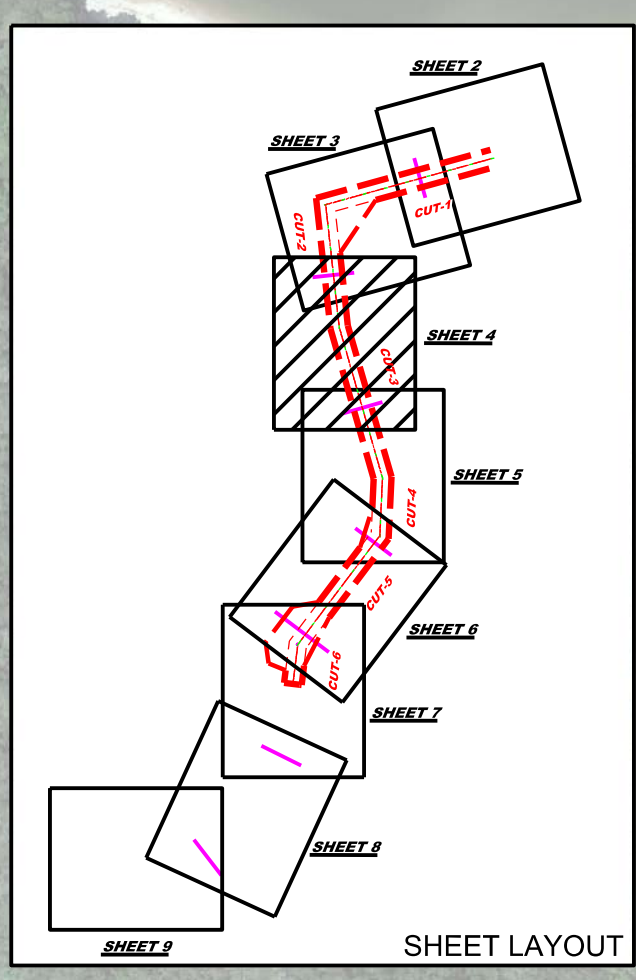 SHEET 2
SHEET 3
CUT-1
CUT-2
SHEET 4
CUT-3
SHEET 5
CUT-4
CUT-5
SHEET 6
CUT-6
SHEET 7
SHEET 8
SHEET 9
SHEET LAYOUT